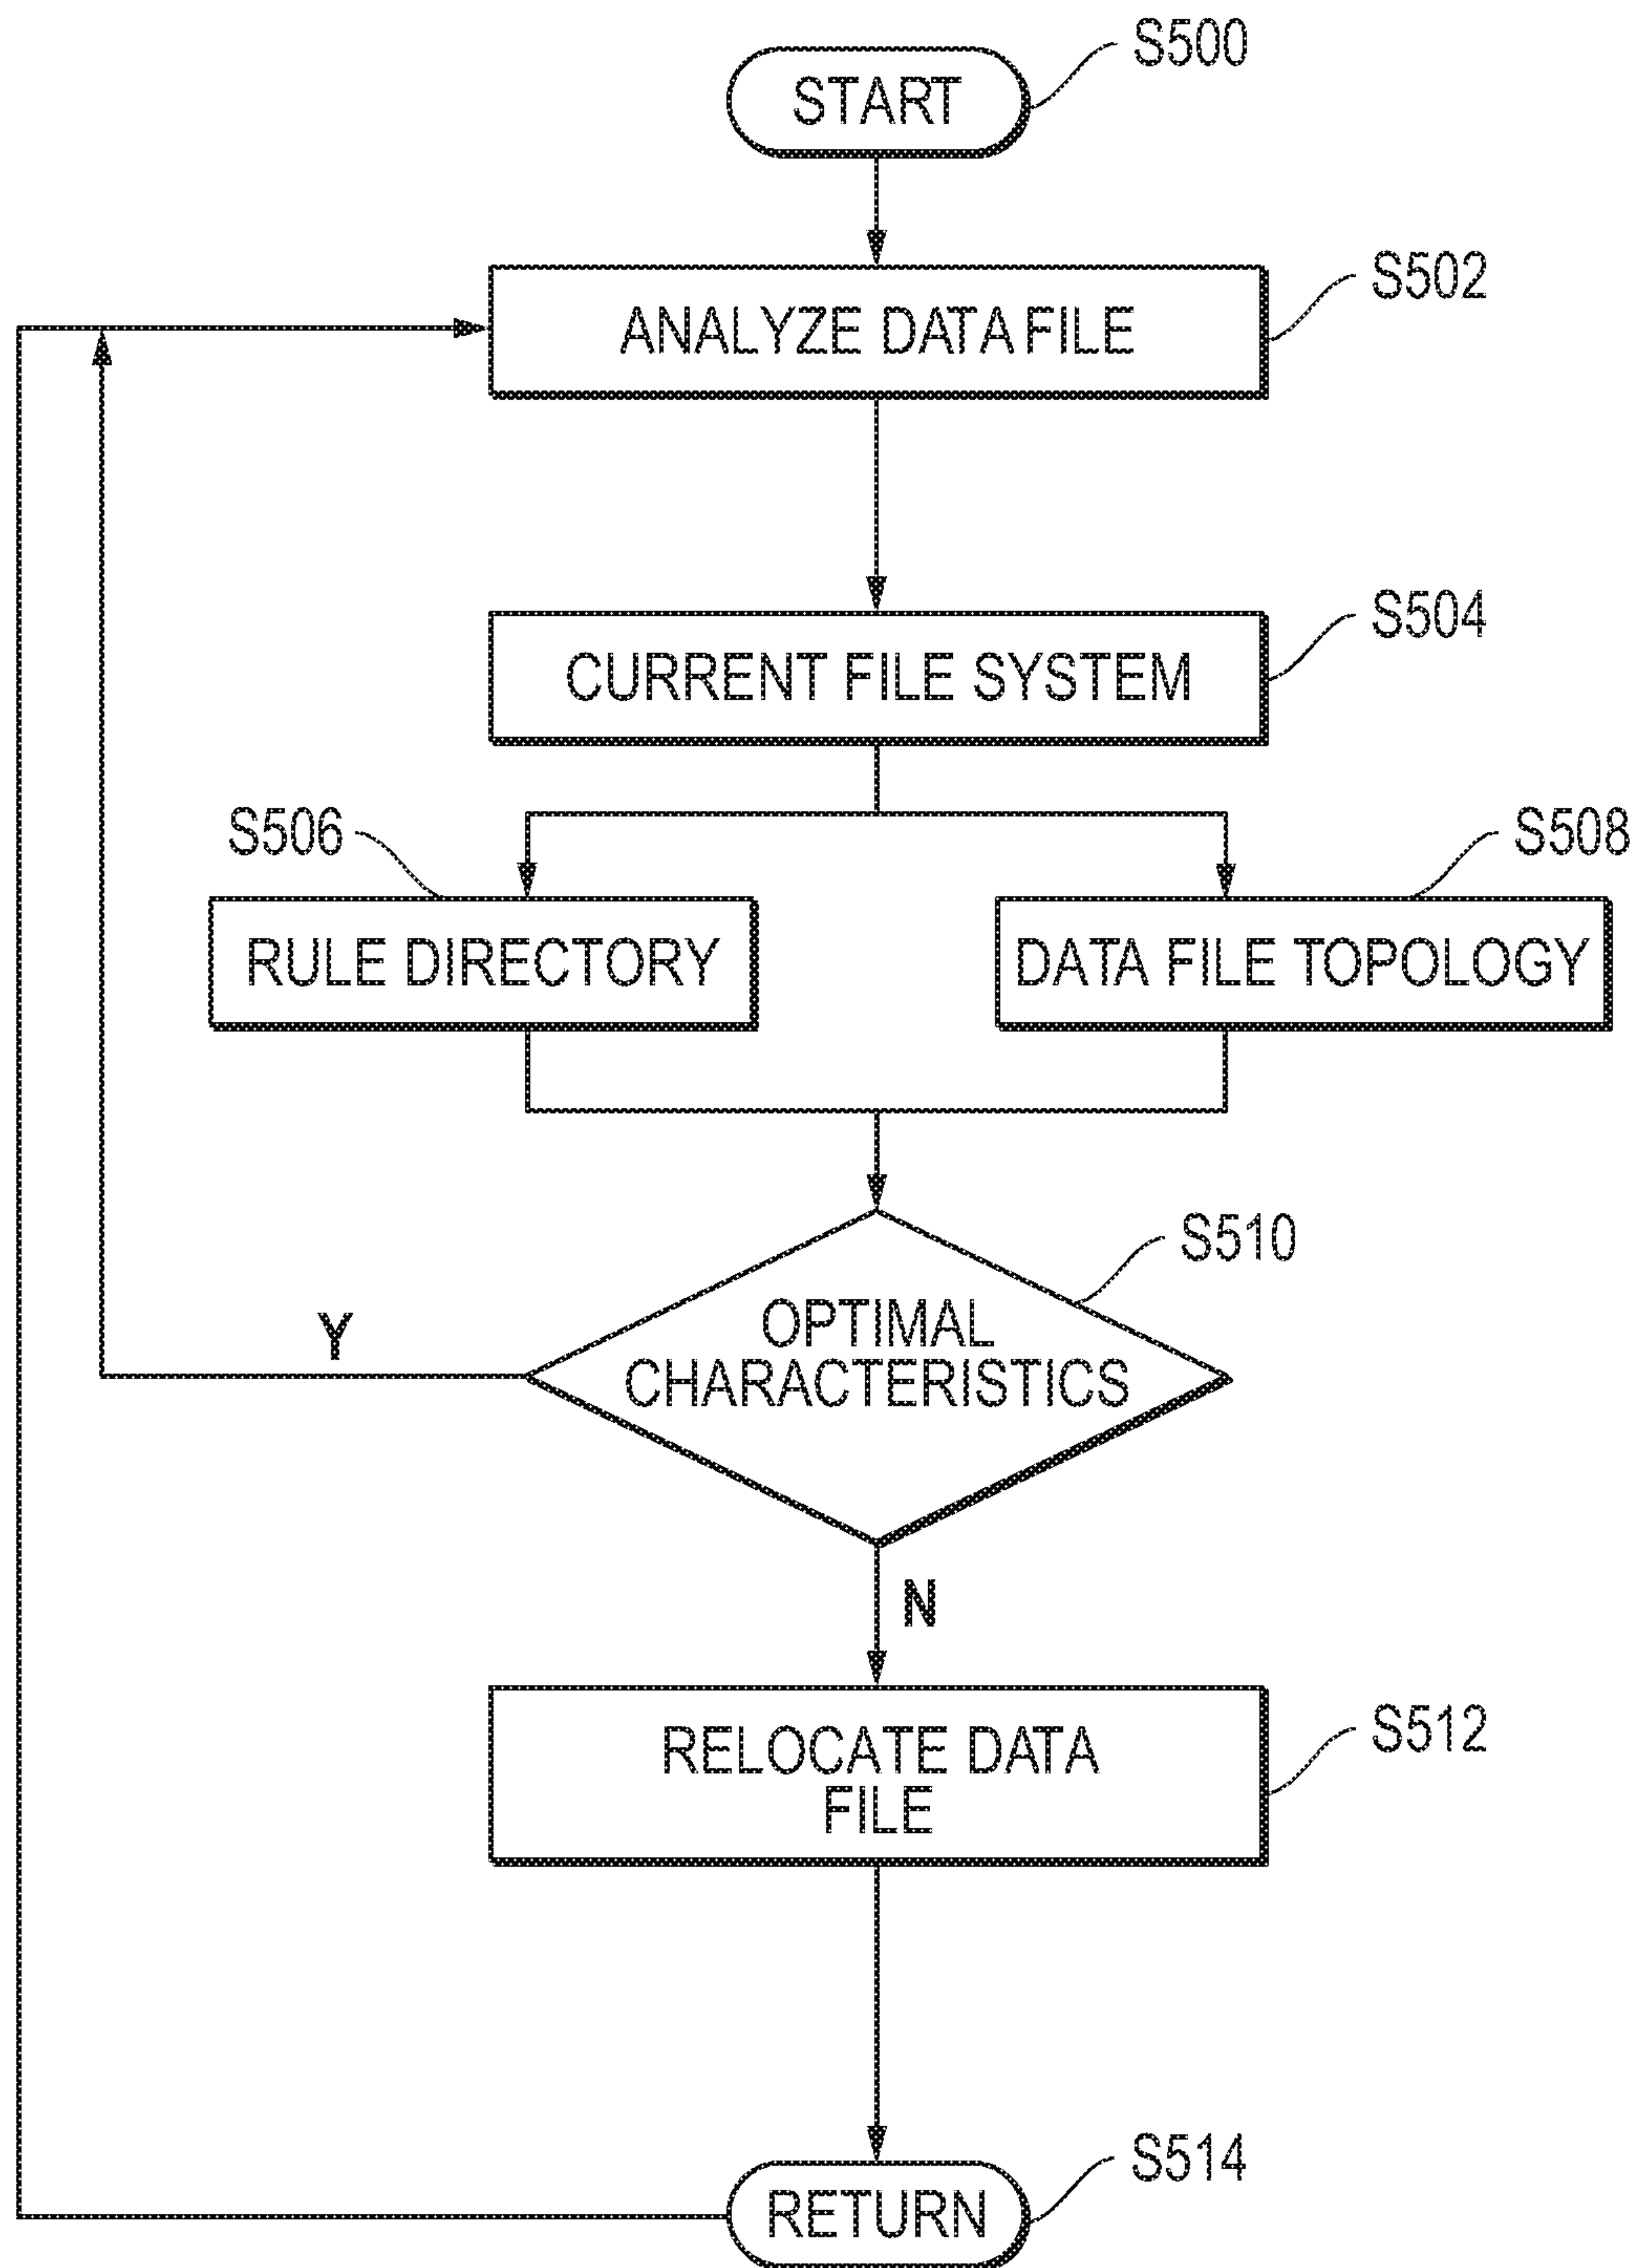 S500
START
S502
ANALYZE DATA FILE
S504
CURRENT FILE SYSTEM
S506
S508
RULE DIRECTORY
DATA FILE TOPOLOGY
S510
OPTIMAL
CHARACTERISTICS
Y
N
S512
RELOCATE DATA
FILE
S514
RETURN